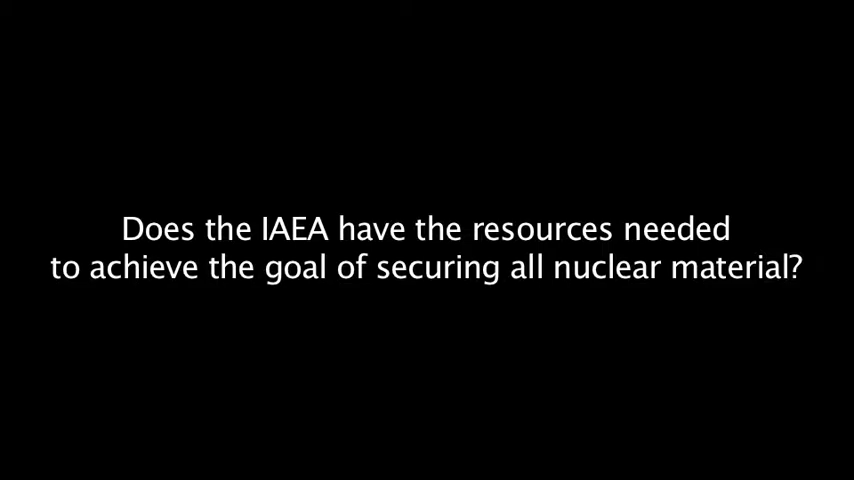 Does the IAEA have the resources needed
to achieve the goal of securing all nuclear material?